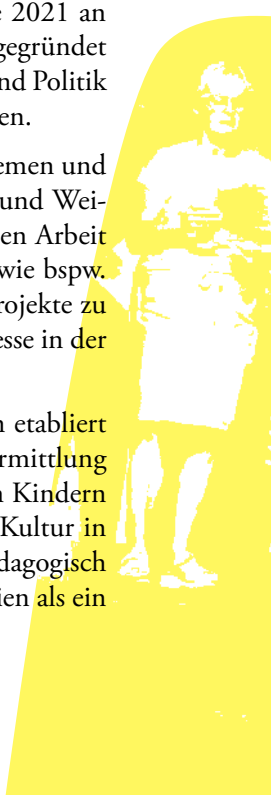 e 2021 an
gegründet
nd Politik
en.
emen und
und Wei-
en Arbeit
wie bspw.
rojekte zu
esse in der
n etabliert
ermittlung
n Kindern
Kultur in
dagogisch
ien als ein